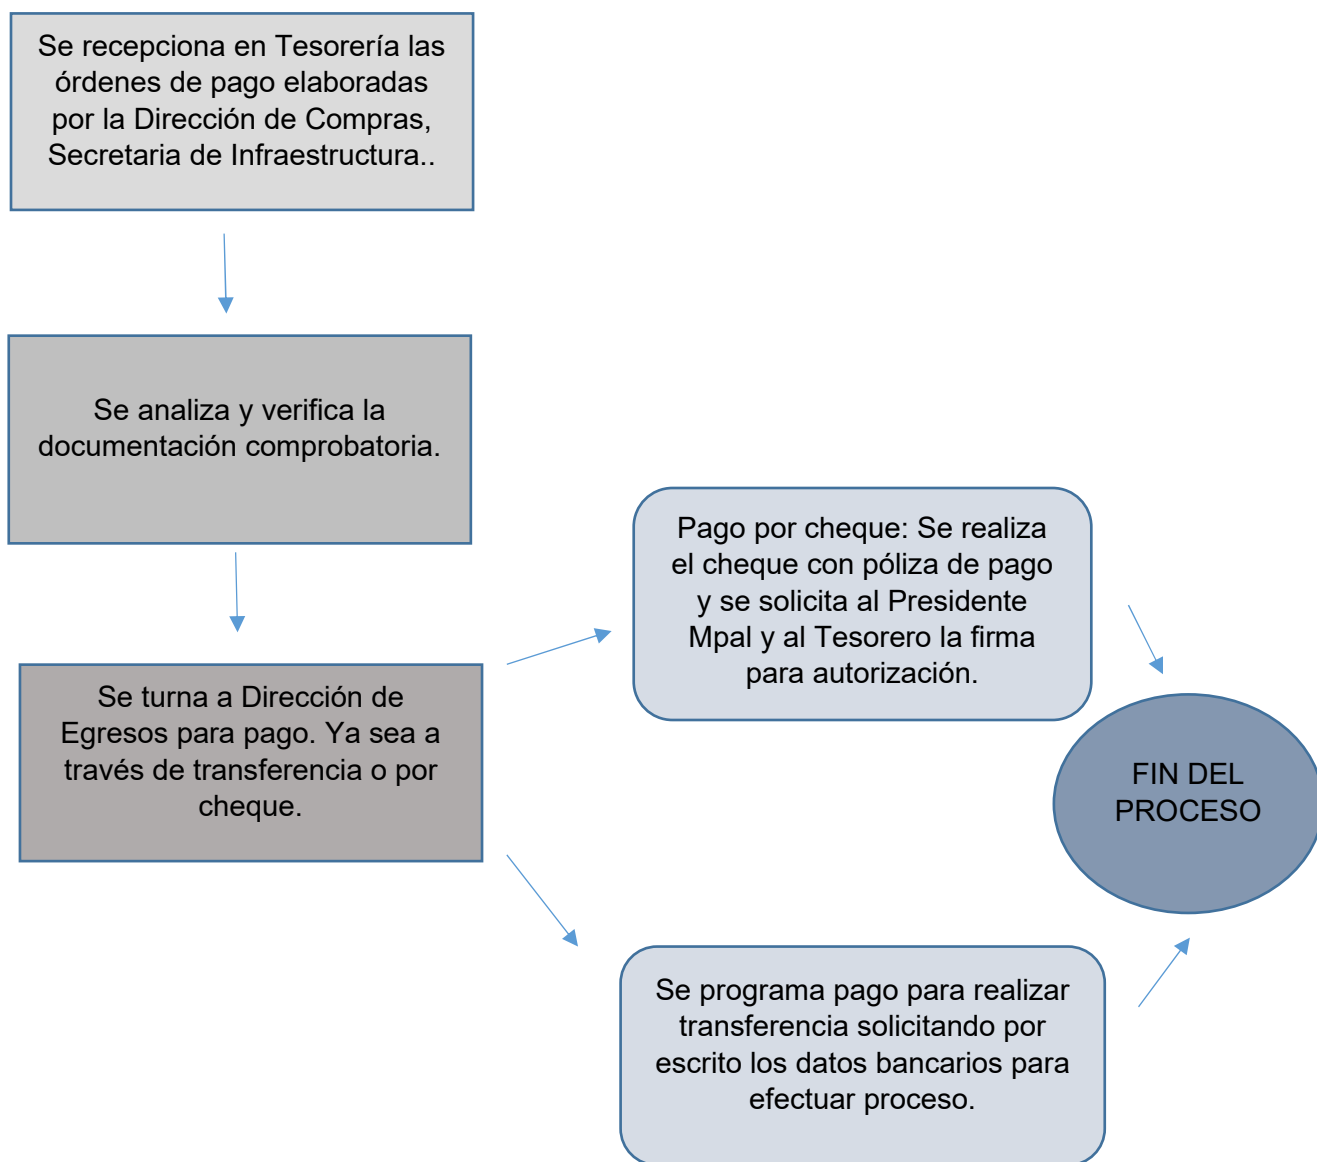 Se recepciona en Tesorería las
órdenes de pago elaboradas
por la Dirección de Compras,
Secretaria de Infraestructura..
Se analiza y verifica la
documentación comprobatoria.
Se turna a Dirección de
Egresos para pago. Ya sea a
través de transferencia o por
cheque.
Pago por cheque: Se realiza
el cheque con póliza de pago
y se solicita al Presidente
Mpal y al Tesorero la firma
para autorización.
Se programa pago para realizar
transferencia solicitando por
escrito los datos bancarios para
efectuar proceso.
FIN DEL
PROCESO